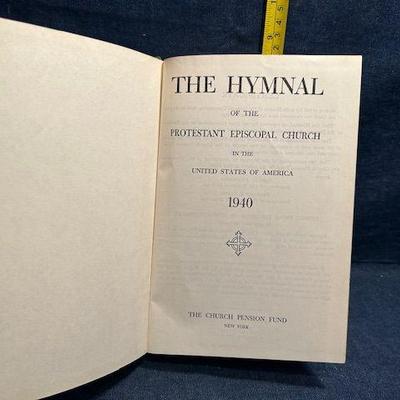 THE HYMNAL
OF THE
PROTESTANT EPISCOPAL CHURCH
IN THE
UNITED STATES OF AMERICA
1940
THE CHURCH PENSION FUND
NEW YORK